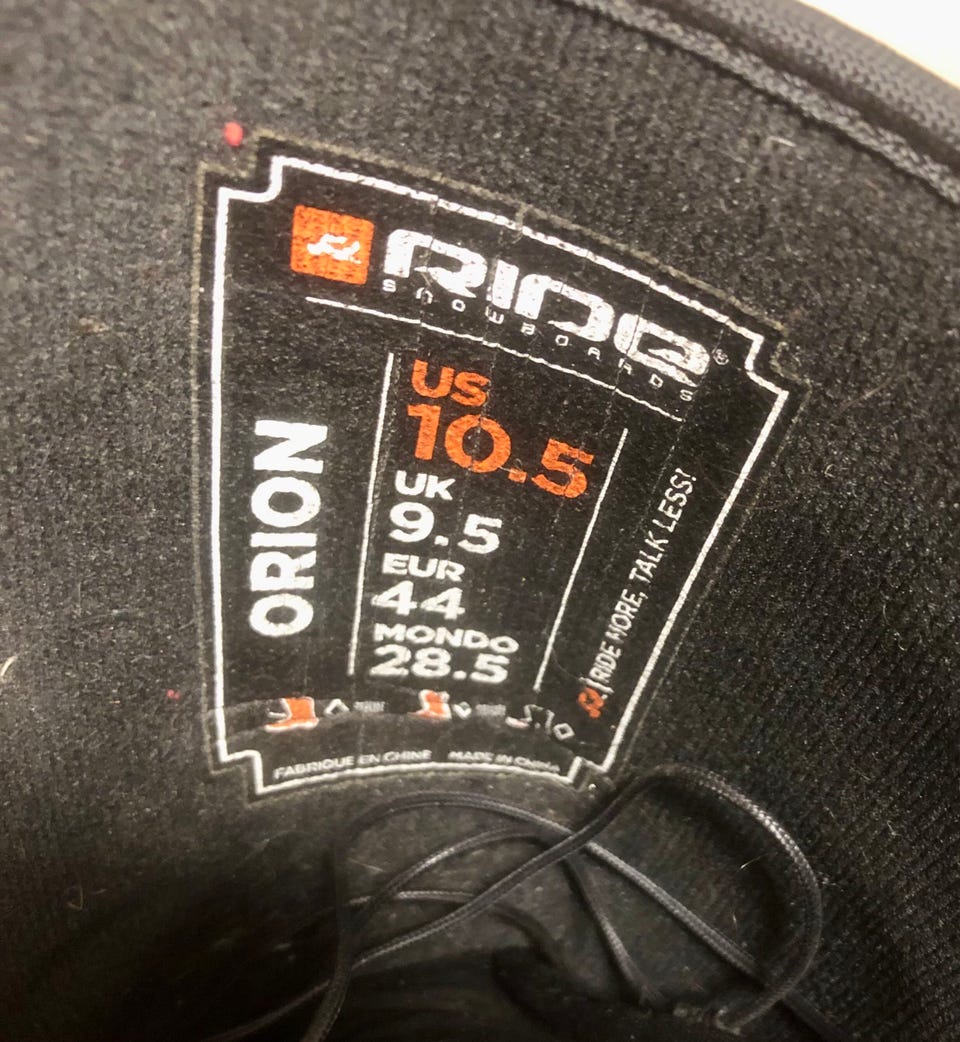 RIDE®
SNOWBOARDS
ORION
US
10.5
UK
9.5
EUR
44
MONDO
28.5
RIDE MORE, TALK LESS!
FABRIQUE EN CHINE MADE IN CHINA